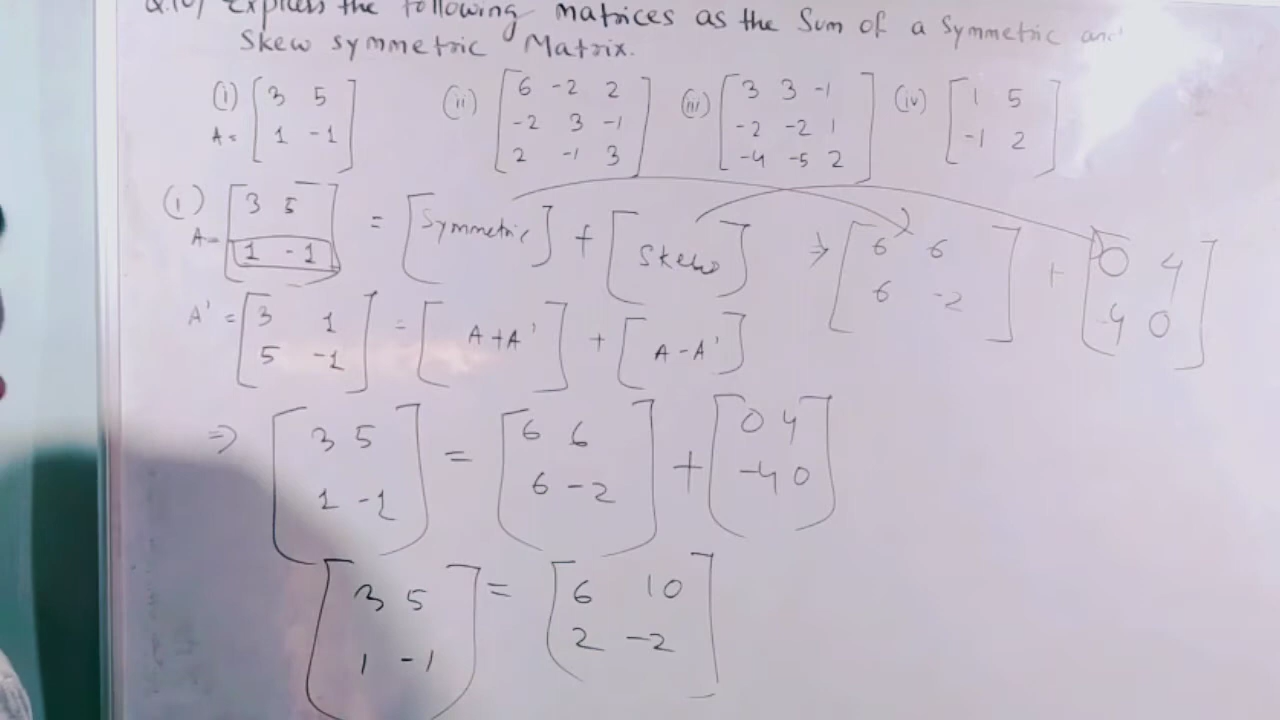 Q.10) Express the following matrices as the Sum of a Symmetric and
Skew symmetric Matrix.
(i) A = [3 5 (ii) [6 -2 2 (iii) [3 3 -1 (iv) [1 5
1 -1] -2 3 -1 -2 -2 1 -1 2]
2 -1 3] -4 -5 2]
(i) A = [3 5 = [Symmetric] + [Skew] ⇒ [6 6 + [0 4
1 -1] 6 -2] -4 0]
A' = [3 1 = [A + A'] + [A - A']
5 -1]
⇒ [3 5 = [6 6 + [0 4
1 -1] 6 -2] -4 0]
[3 5 = [6 10
1 -1] 2 -2]